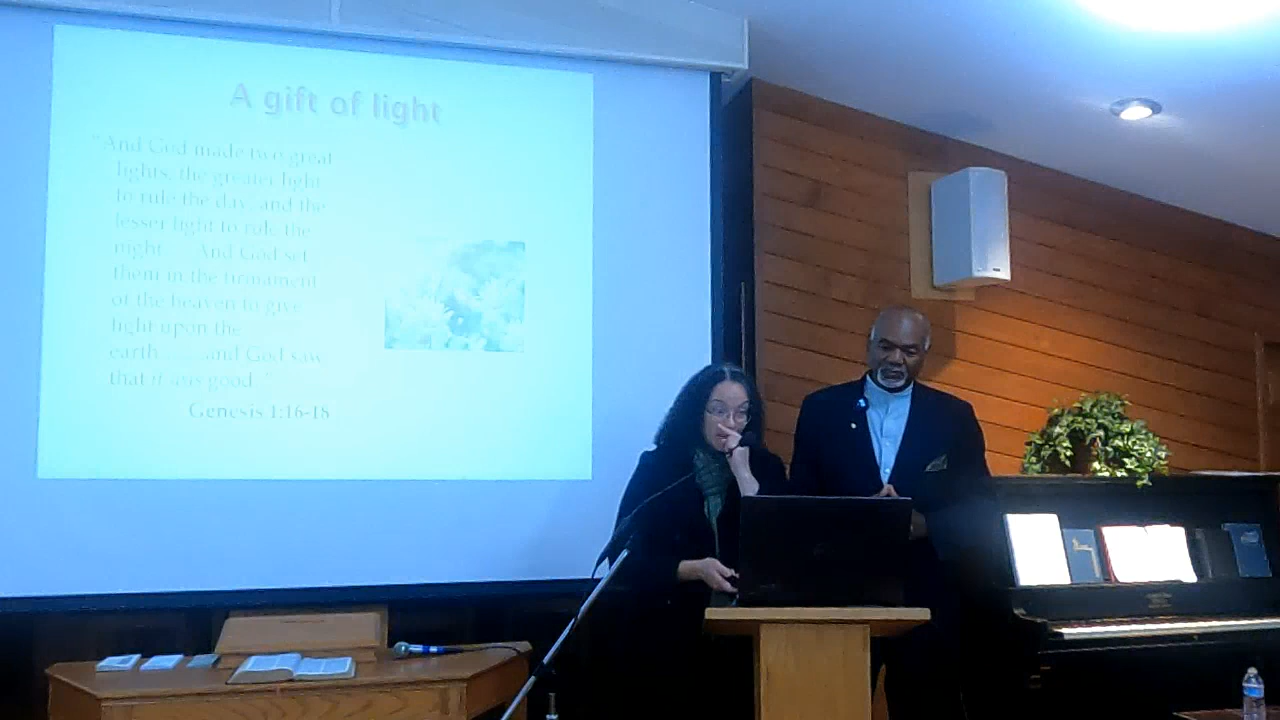 A gift of light
"And God made two great
lights, the greater light
to rule the day, and the
lesser light to rule the
night And God set
them in the firmament
of the heaven to give
light upon the
earth......and God saw
that it was good."
Genesis 1:16-18